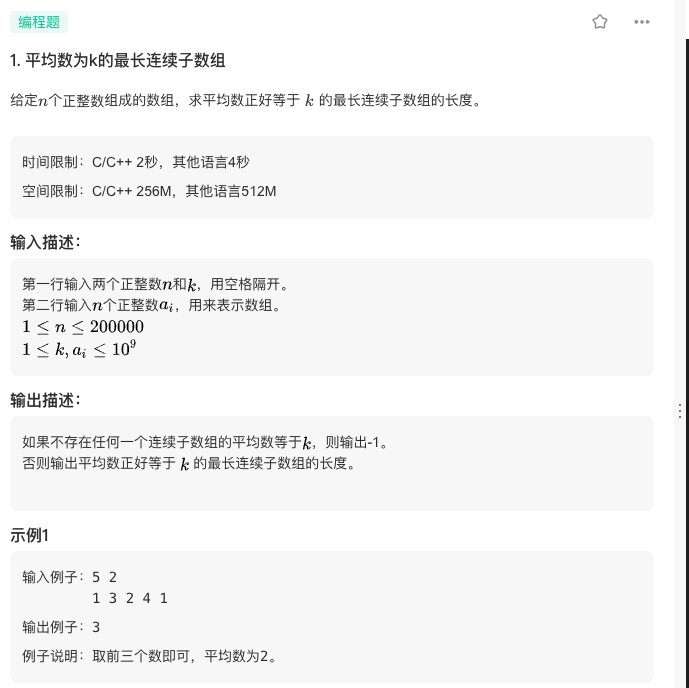 编程题
1. 平均数为k的最长连续子数组
给定n个正整数组成的数组，求平均数正好等于 k 的最长连续子数组的长度。
时间限制：C/C++ 2秒，其他语言4秒
空间限制：C/C++ 256M，其他语言512M
输入描述：
第一行输入两个正整数n和k，用空格隔开。
第二行输入n个正整数aᵢ，用来表示数组。
1 ≤ n ≤ 200000
1 ≤ k, aᵢ ≤ 10⁹
输出描述：
如果不存在任何一个连续子数组的平均数等于k，则输出-1。
否则输出平均数正好等于 k 的最长连续子数组的长度。
示例1
输入例子：5 2
1 3 2 4 1
输出例子：3
例子说明：取前三个数即可，平均数为2。